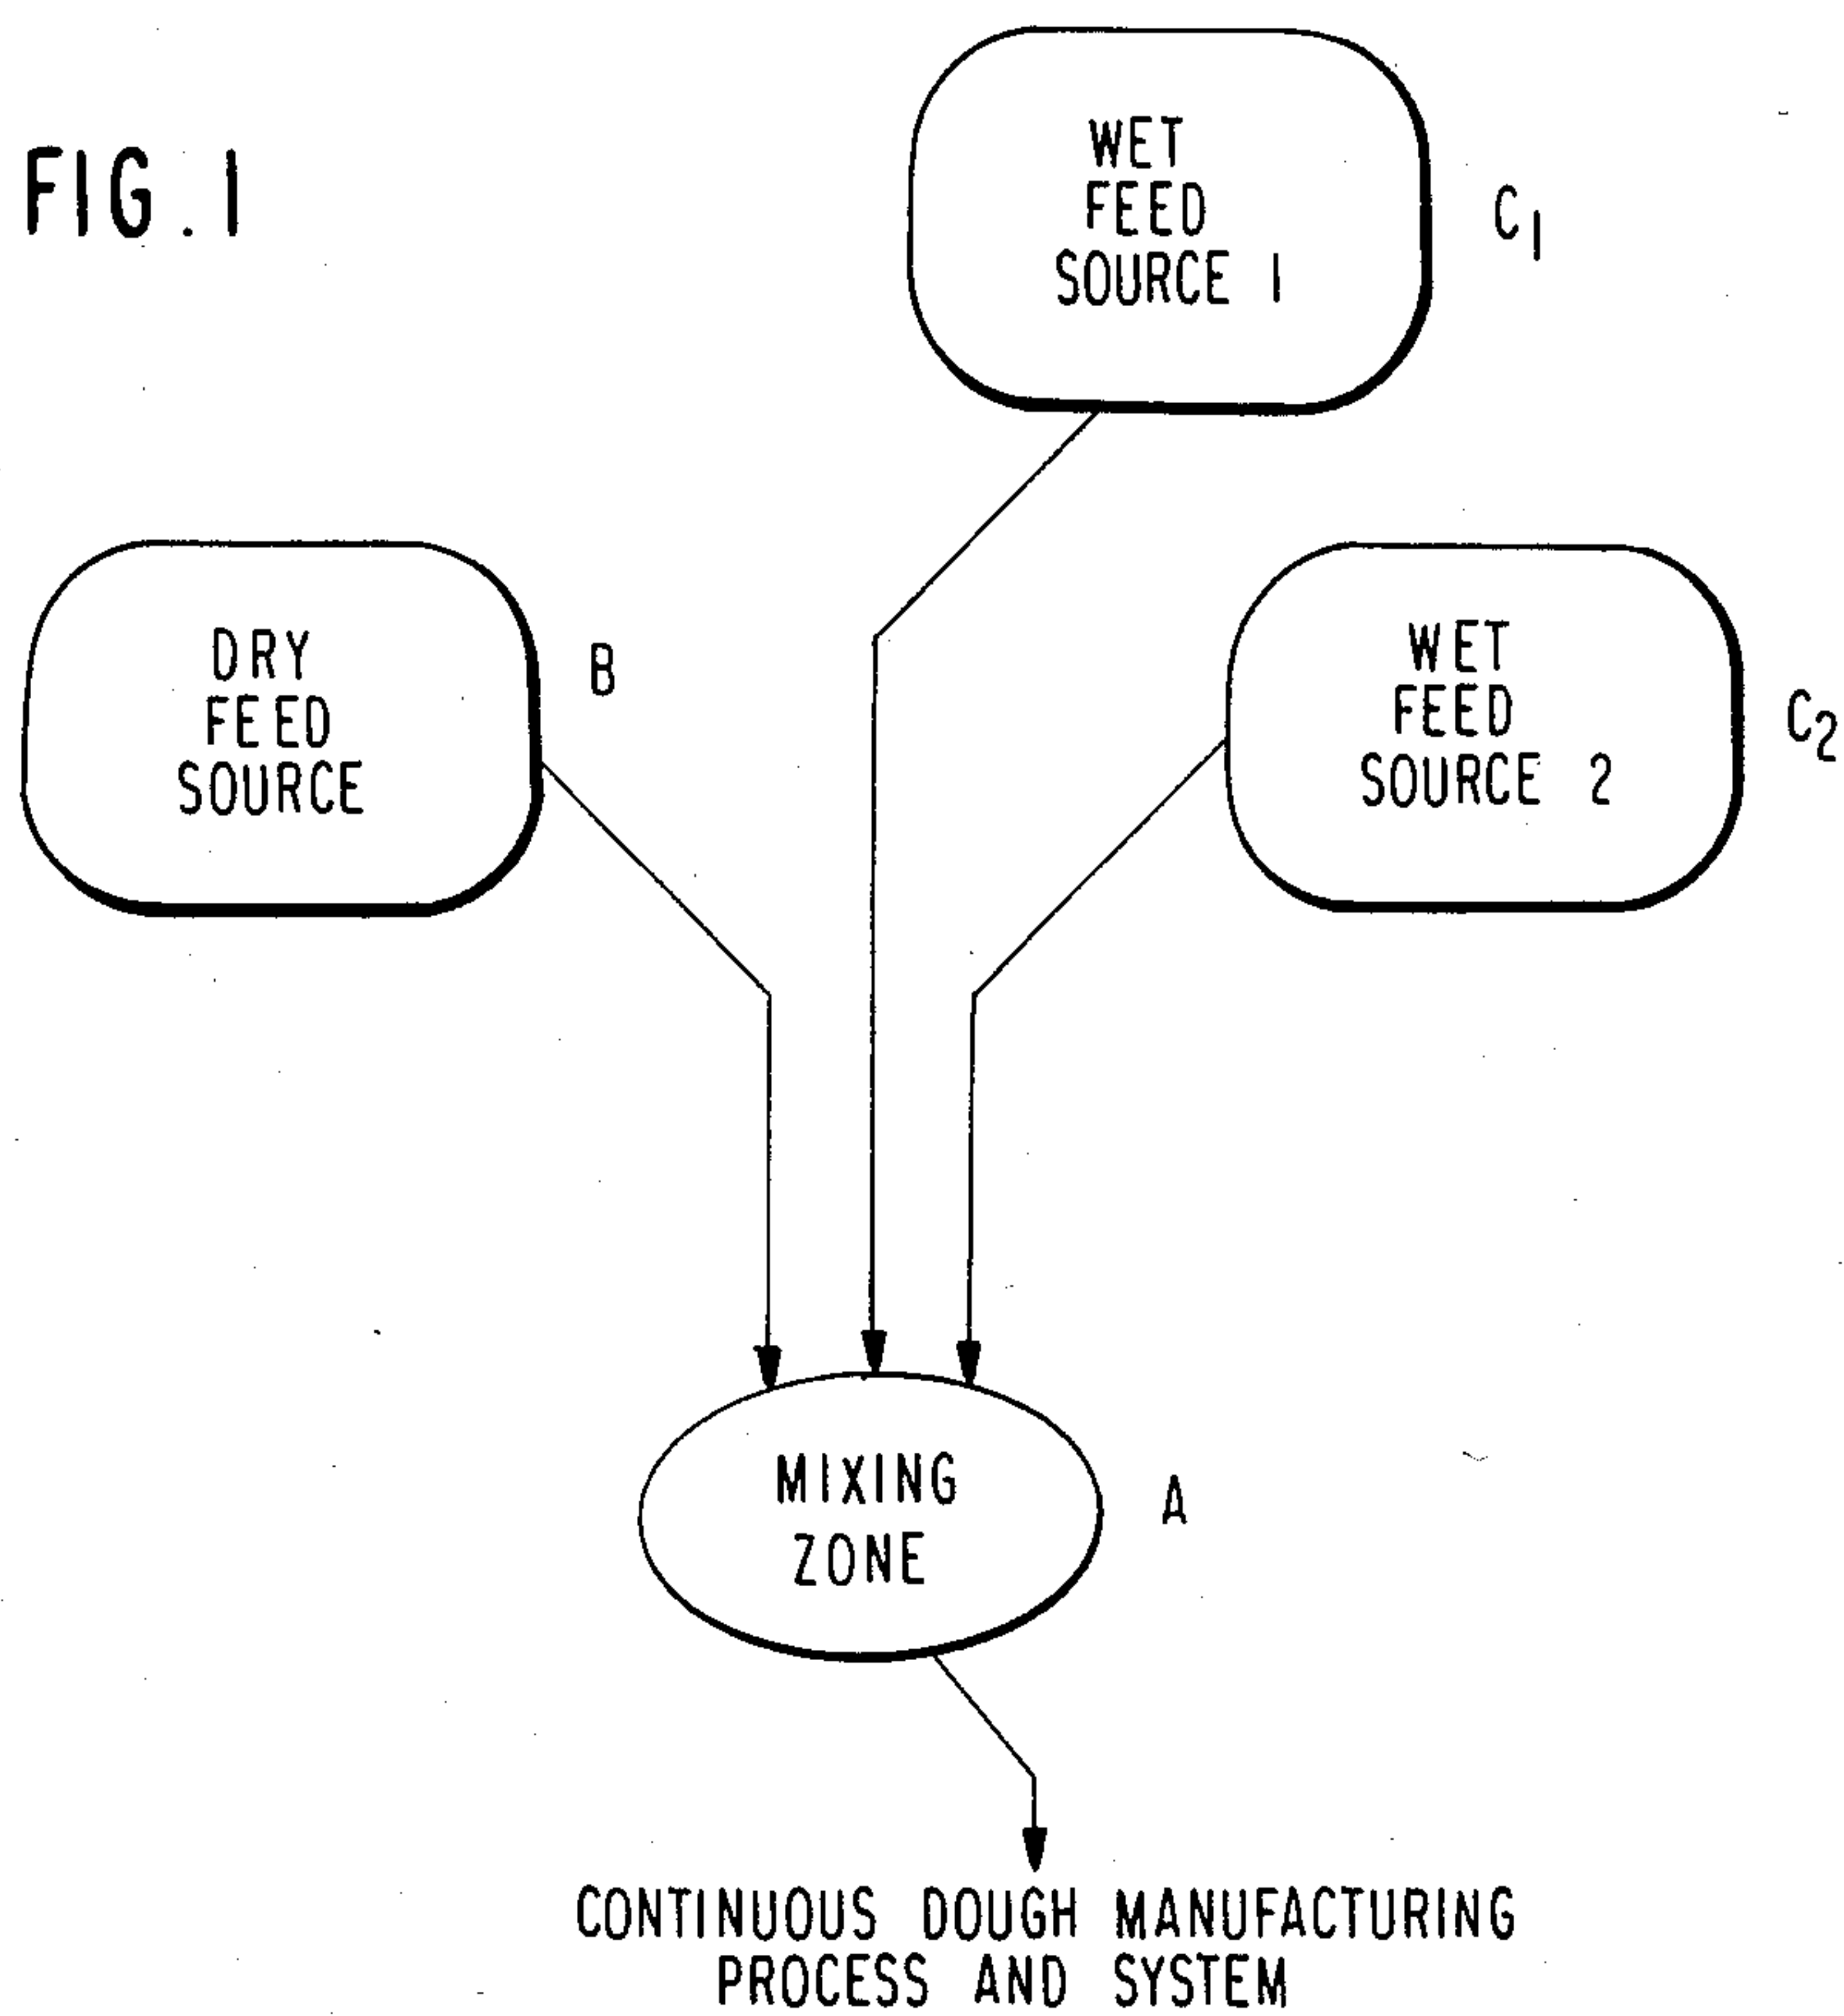 FIG. 1
WET
FEED
SOURCE 1
C1
DRY
FEED
SOURCE
B
WET
FEED
SOURCE 2
C2
MIXING
ZONE
A
CONTINUOUS DOUGH MANUFACTURING
PROCESS AND SYSTEM